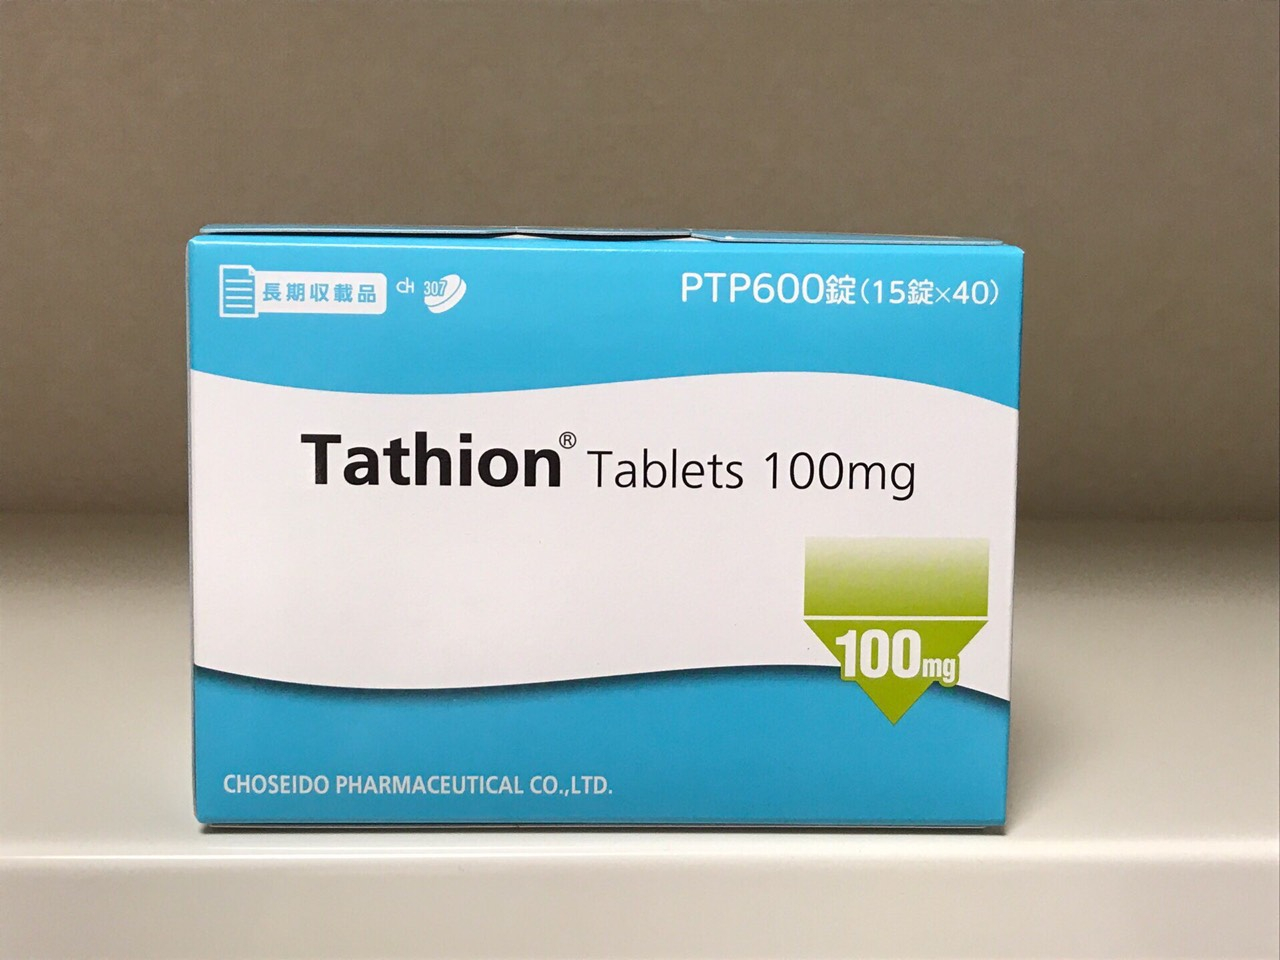 長期収載品 CH 307 PTP600錠(15錠×40)
Tathion® Tablets 100mg
100mg
CHOSEIDO PHARMACEUTICAL CO.,LTD.